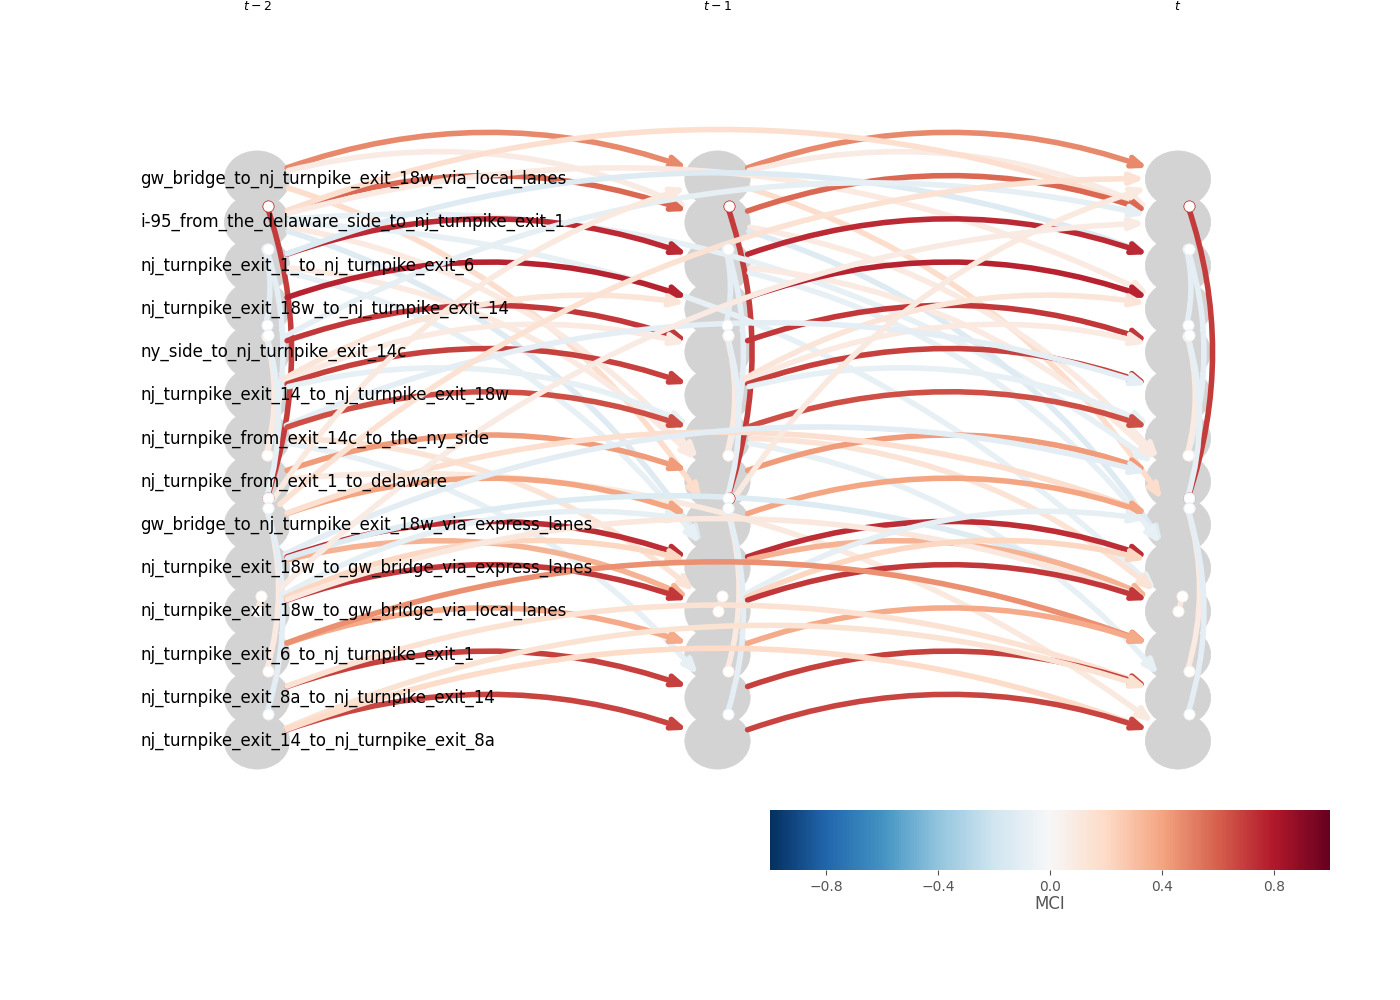 t − 2 t − 1 t
gw_bridge_to_nj_turnpike_exit_18w_via_local_lanes
i-95_from_the_delaware_side_to_nj_turnpike_exit_1
nj_turnpike_exit_1_to_nj_turnpike_exit_6
nj_turnpike_exit_18w_to_nj_turnpike_exit_14
ny_side_to_nj_turnpike_exit_14c
nj_turnpike_exit_14_to_nj_turnpike_exit_18w
nj_turnpike_from_exit_14c_to_the_ny_side
nj_turnpike_from_exit_1_to_delaware
gw_bridge_to_nj_turnpike_exit_18w_via_express_lanes
nj_turnpike_exit_18w_to_gw_bridge_via_express_lanes
nj_turnpike_exit_18w_to_gw_bridge_via_local_lanes
nj_turnpike_exit_6_to_nj_turnpike_exit_1
nj_turnpike_exit_8a_to_nj_turnpike_exit_14
nj_turnpike_exit_14_to_nj_turnpike_exit_8a
−0.8 −0.4 0.0 0.4 0.8
MCI